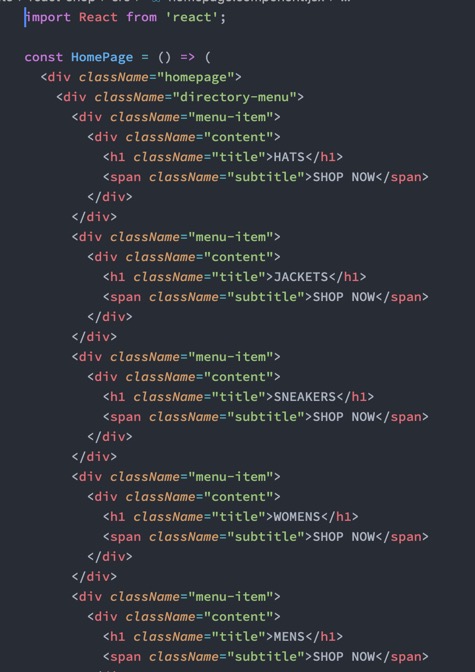 import React from 'react';
const HomePage = () => (
<div className="homepage">
<div className="directory-menu">
<div className="menu-item">
<div className="content">
<h1 className="title">HATS</h1>
<span className="subtitle">SHOP NOW</span>
</div>
</div>
<div className="menu-item">
<div className="content">
<h1 className="title">JACKETS</h1>
<span className="subtitle">SHOP NOW</span>
</div>
</div>
<div className="menu-item">
<div className="content">
<h1 className="title">SNEAKERS</h1>
<span className="subtitle">SHOP NOW</span>
</div>
</div>
<div className="menu-item">
<div className="content">
<h1 className="title">WOMENS</h1>
<span className="subtitle">SHOP NOW</span>
</div>
</div>
<div className="menu-item">
<div className="content">
<h1 className="title">MENS</h1>
<span className="subtitle">SHOP NOW</span>